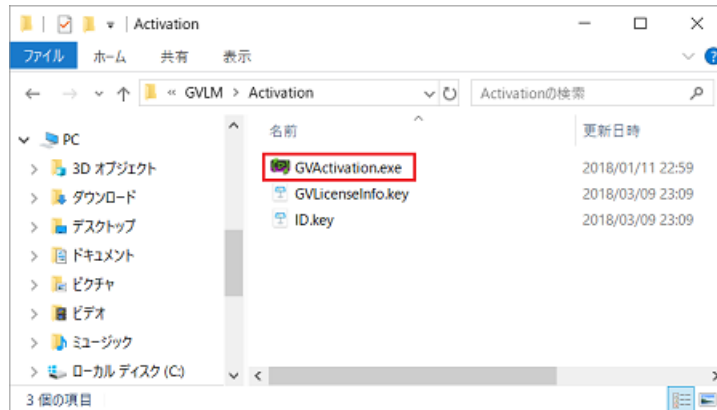 Activation
ファイル ホーム 共有 表示
« GVLM > Activation Activationの検索
名前 更新日時
PC
3D オブジェクト
ダウンロード
デスクトップ
ドキュメント
ピクチャ
ビデオ
ミュージック
ローカル ディスク (C:)
GVActivation.exe 2018/01/11 22:59
GVLicenseInfo.key 2018/03/09 23:09
ID.key 2018/03/09 23:09
3 個の項目